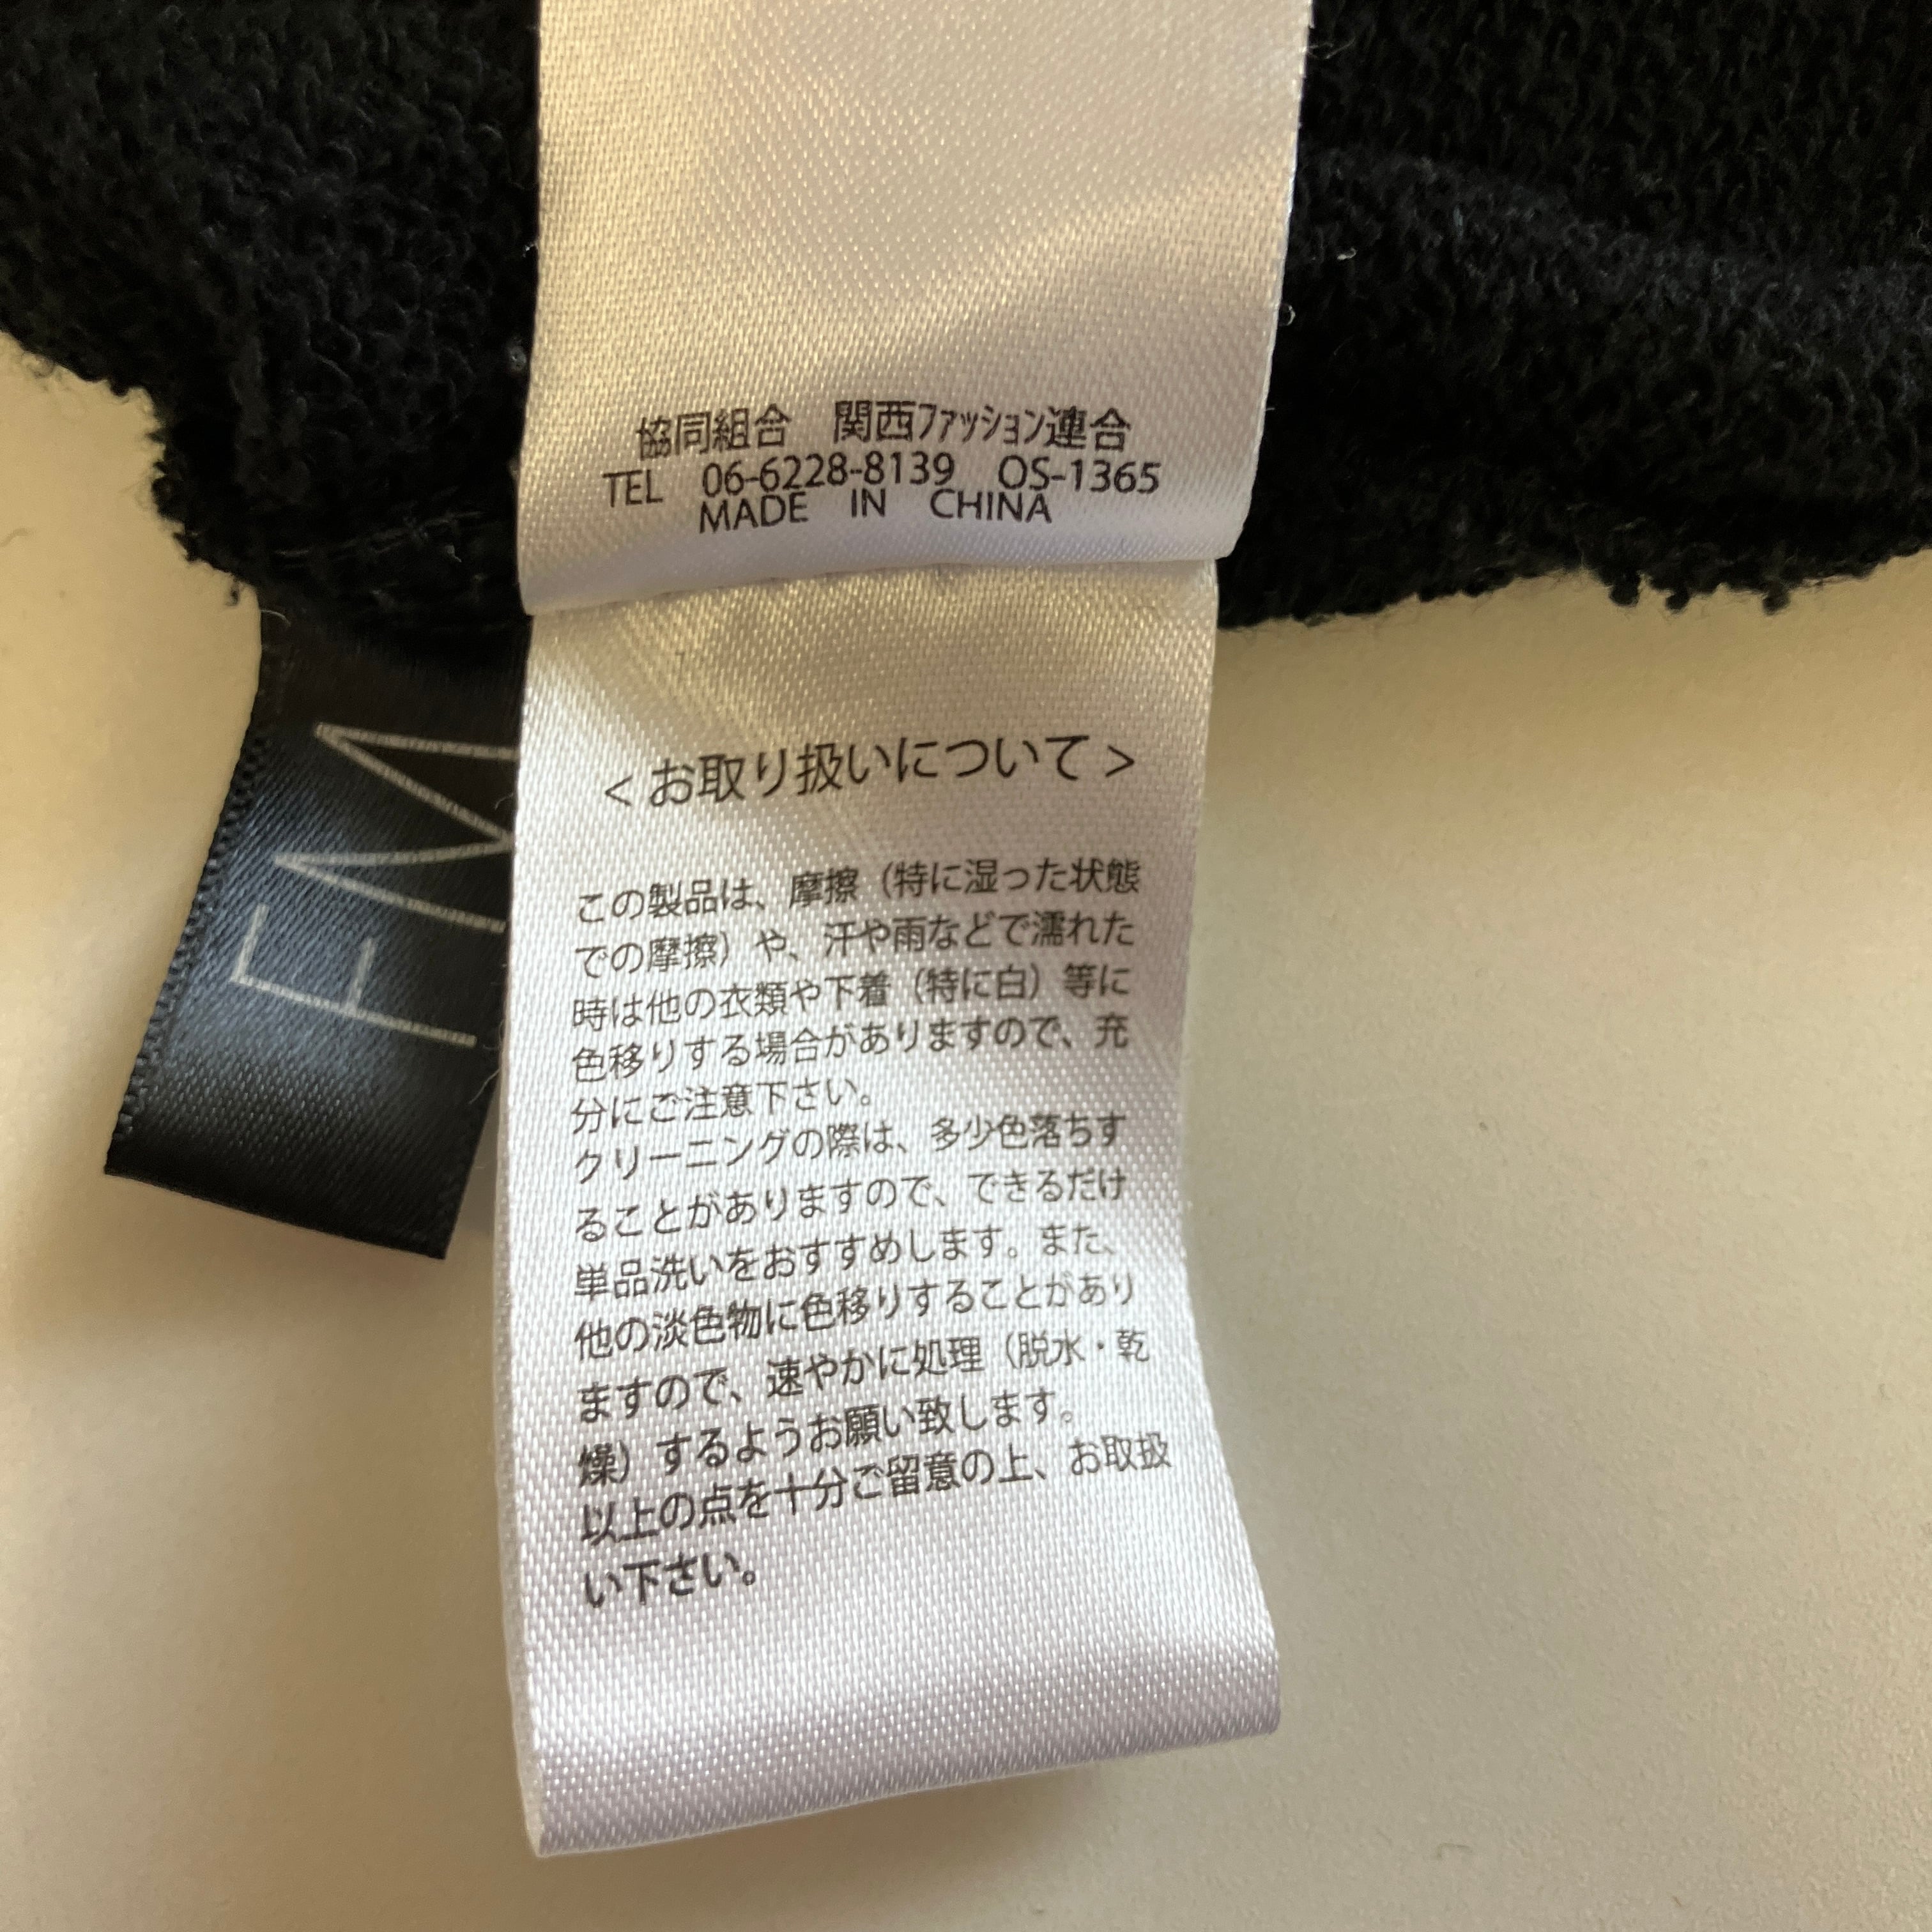 協同組合 関西ファッション連合
TEL 06-6228-8139 OS-1365
MADE IN CHINA
<お取り扱いについて>
この製品は、摩擦（特に湿った状態
での摩擦）や、汗や雨などで濡れた
時は他の衣類や下着（特に白）等に
色移りする場合がありますので、充
分にご注意下さい。
クリーニングの際は、多少色落ちす
ることがありますので、できるだけ
単品洗いをおすすめします。また、
他の淡色物に色移りすることがあり
ますので、速やかに処理（脱水・乾
燥）するようお願い致します。
以上の点を十分ご留意の上、お取扱
い下さい。